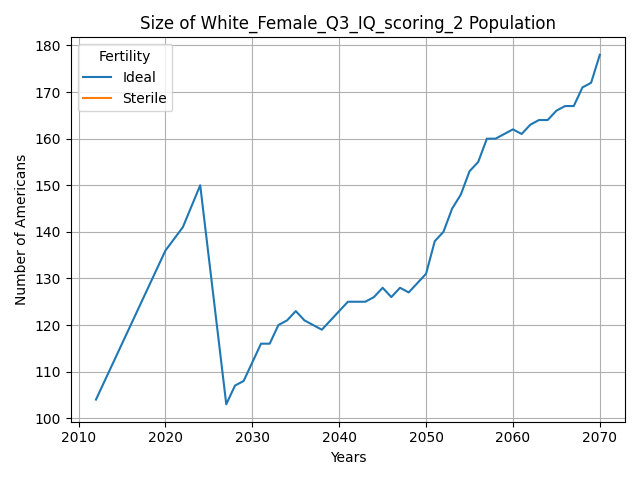 Size of White_Female_Q3_IQ_scoring_2 Population
Fertility
Ideal
Sterile
Number of Americans
180
170
160
150
140
130
120
110
100
2010 2020 2030 2040 2050 2060 2070
Years